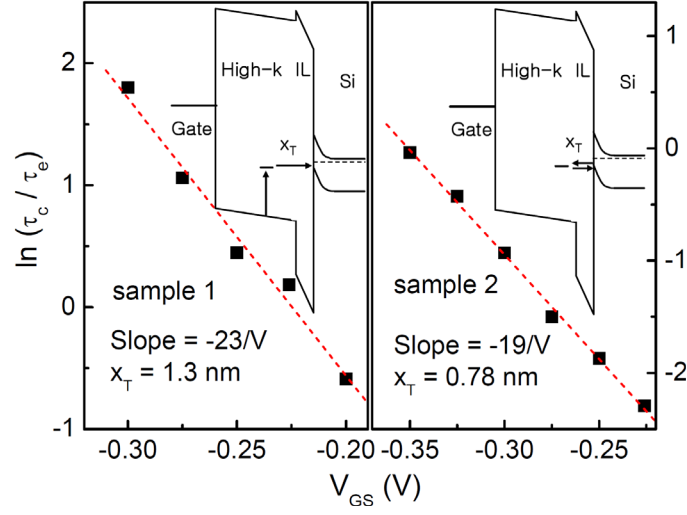 ln (τc / τe)
2
1
0
-1
High-k IL
Si
Gate
xT
sample 1
Slope = -23/V
xT = 1.3 nm
-0.30
-0.25
-0.20
High-k IL
Si
Gate
xT
sample 2
Slope = -19/V
xT = 0.78 nm
1
0
-1
-2
-0.35
-0.30
-0.25
VGS (V)